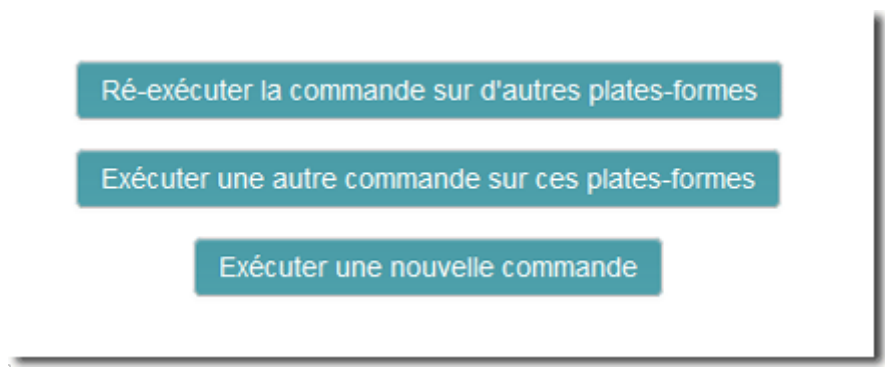 Ré-exécuter la commande sur d'autres plates-formes
Exécuter une autre commande sur ces plates-formes
Exécuter une nouvelle commande